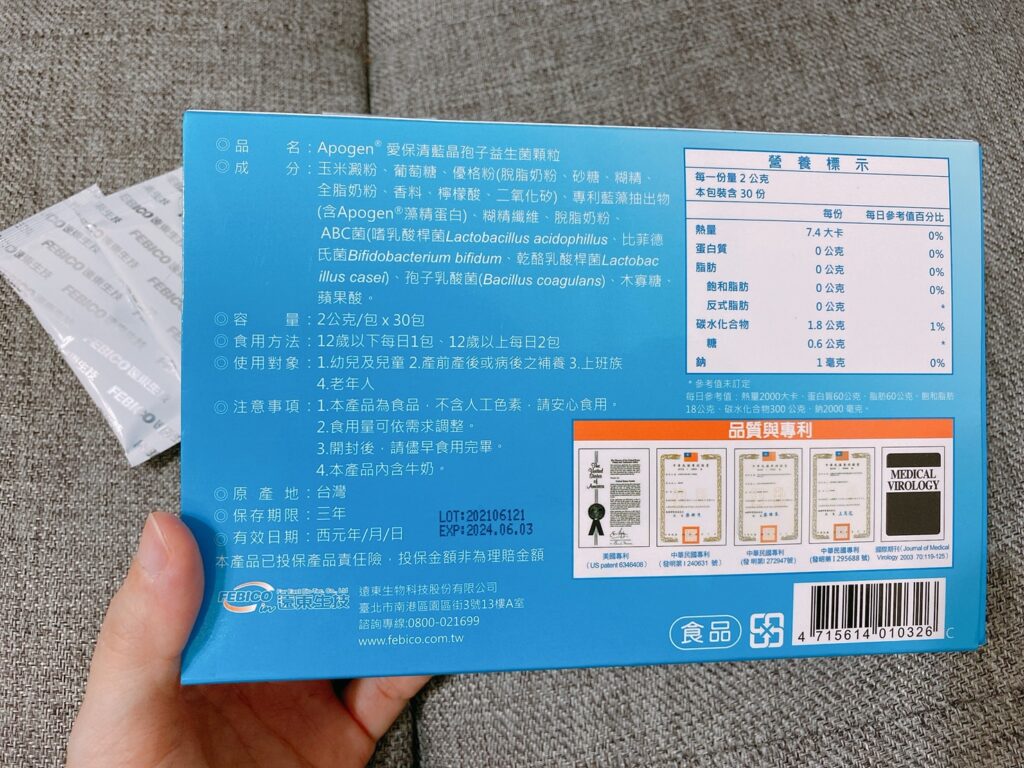 ◎品名：Apogen® 愛保清藍晶孢子益生菌顆粒
◎成分：玉米澱粉、葡萄糖、優格粉(脫脂奶粉、砂糖、糊精、
全脂奶粉、香料、檸檬酸、二氧化矽)、專利藍藻抽出物
(含Apogen®藻精蛋白)、糊精纖維、脫脂奶粉、
ABC菌(嗜乳酸桿菌Lactobacillus acidophillus、比菲德
氏菌Bifidobacterium bifidum、乾酪乳酸桿菌Lactobac
illus casei)、孢子乳酸菌(Bacillus coagulans)、木寡糖、
蘋果酸。
◎容量：2公克/包 x 30包
◎食用方法：12歲以下每日1包、12歲以上每日2包
◎使用對象：1.幼兒及兒童 2.產前產後或病後之補養 3.上班族
4.老年人
◎注意事項：1.本產品為食品，不含人工色素，請安心食用。
2.食用量可依需求調整。
3.開封後，請儘早食用完畢。
4.本產品內含牛奶。
◎原產地：台灣
◎保存期限：三年
◎有效日期：西元年/月/日
LOT:202106121
EXP:2024.06.03
本產品已投保產品責任險，投保金額非為理賠金額
FEBICO
Far East Bio-Tec. Co., Ltd.
遠東生技
遠東生物科技股份有限公司
臺北市南港區園區街3號13樓A室
諮詢專線:0800-021699
www.febico.com.tw
營養標示
每一份量 2 公克
本包裝含 30 份
每份 每日參考值百分比
熱量 7.4 大卡 0%
蛋白質 0 公克 0%
脂肪 0 公克 0%
飽和脂肪 0 公克 0%
反式脂肪 0 公克 *
碳水化合物 1.8 公克 1%
糖 0.6 公克 *
鈉 1 毫克 0%
* 參考值未訂定
每日參考值：熱量2000大卡、蛋白質60公克、脂肪60公克、飽和脂肪
18公克、碳水化合物300 公克、鈉2000 毫克。
品質與專利
The
United
States
of
America
MEDICAL
VIROLOGY
美國專利
(US patent 6346408)
中華民國專利
(發明第I 240631 號)
中華民國專利
(發明第I 272947號)
中華民國專利
(發明第 I 295688 號)
國際期刊(Journal of Medical
Virology 2003 70:119-125)
食品
4 715614 010326
C
FEBICO 遠東生技
FEBICO
FEBICO
FEBICO